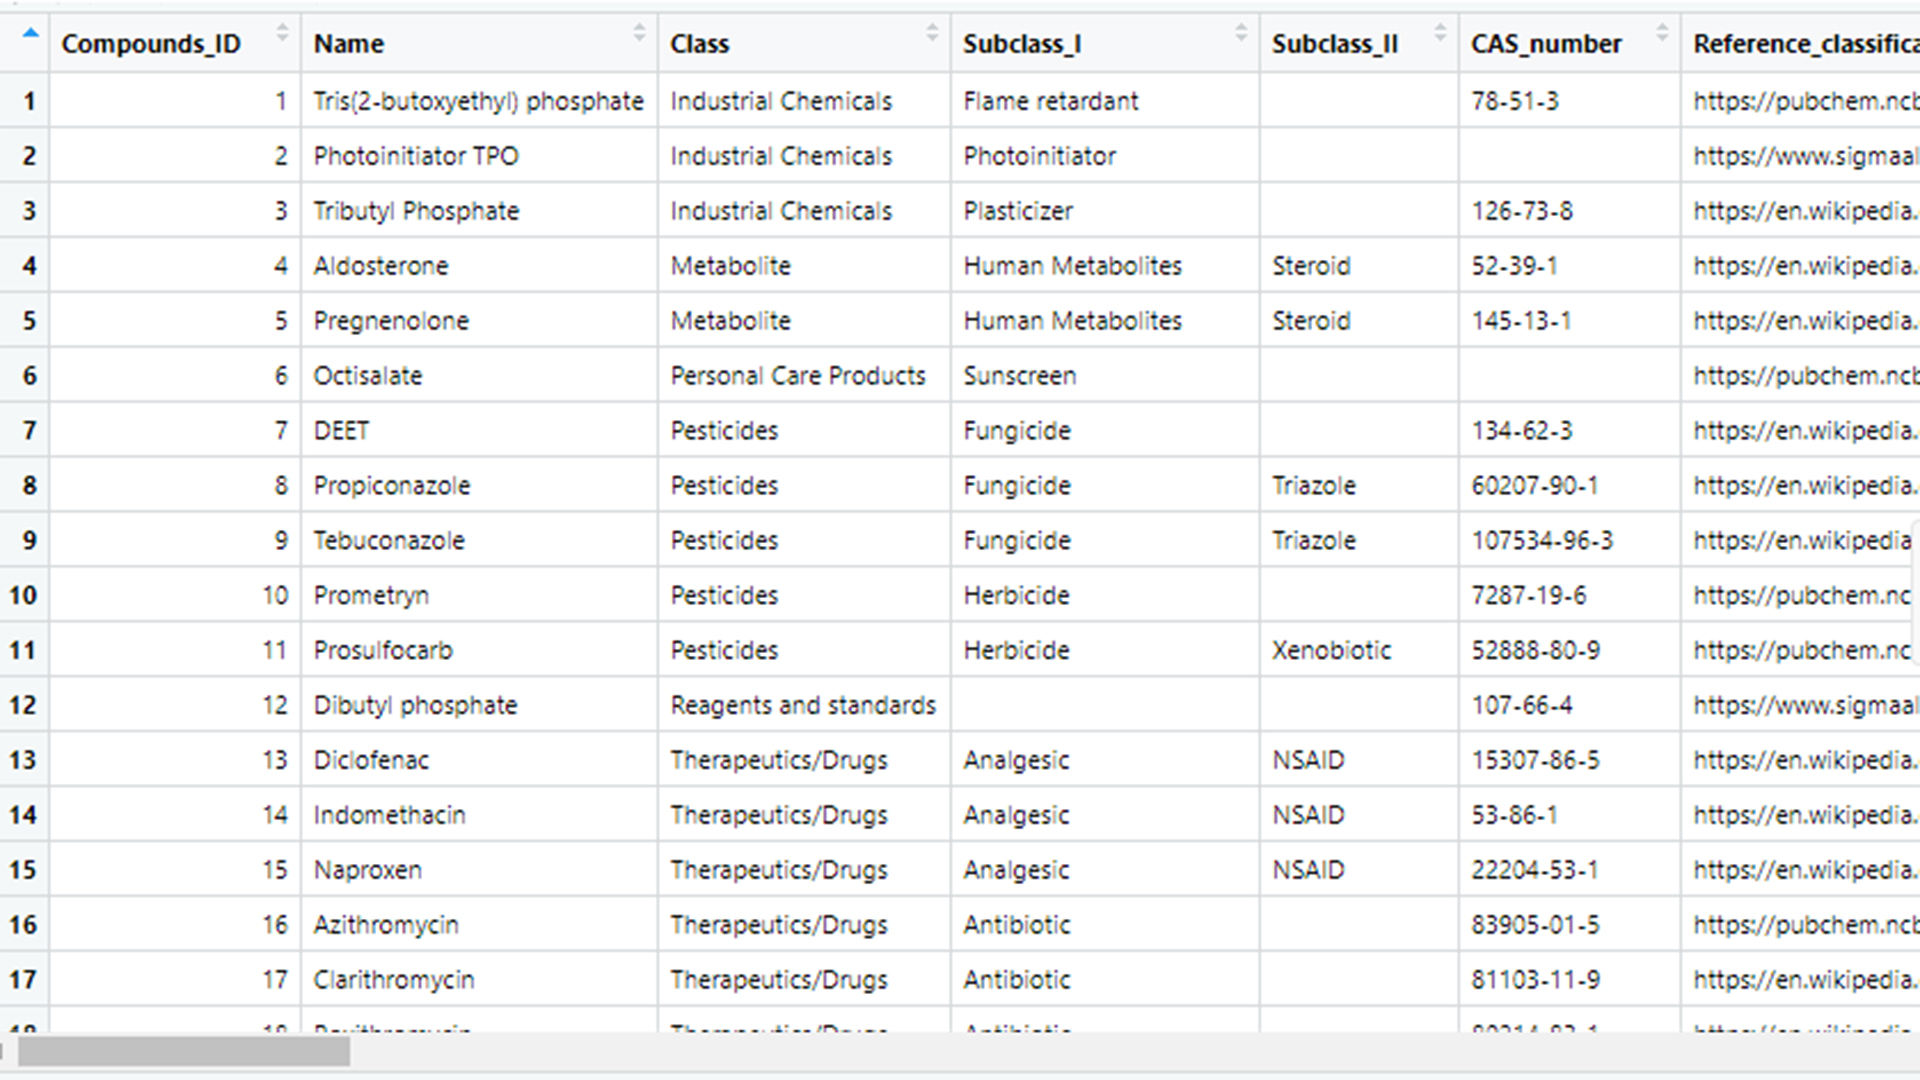 Compounds_ID Name Class Subclass_I Subclass_II CAS_number Reference_classifica
1 1 Tris(2-butoxyethyl) phosphate Industrial Chemicals Flame retardant 78-51-3 https://pubchem.ncb
2 2 Photoinitiator TPO Industrial Chemicals Photoinitiator https://www.sigmaal
3 3 Tributyl Phosphate Industrial Chemicals Plasticizer 126-73-8 https://en.wikipedia.
4 4 Aldosterone Metabolite Human Metabolites Steroid 52-39-1 https://en.wikipedia.
5 5 Pregnenolone Metabolite Human Metabolites Steroid 145-13-1 https://en.wikipedia.
6 6 Octisalate Personal Care Products Sunscreen https://pubchem.ncb
7 7 DEET Pesticides Fungicide 134-62-3 https://en.wikipedia.
8 8 Propiconazole Pesticides Fungicide Triazole 60207-90-1 https://en.wikipedia.
9 9 Tebuconazole Pesticides Fungicide Triazole 107534-96-3 https://en.wikipedia
10 10 Prometryn Pesticides Herbicide 7287-19-6 https://pubchem.nc
11 11 Prosulfocarb Pesticides Herbicide Xenobiotic 52888-80-9 https://pubchem.nc
12 12 Dibutyl phosphate Reagents and standards 107-66-4 https://www.sigmaal
13 13 Diclofenac Therapeutics/Drugs Analgesic NSAID 15307-86-5 https://en.wikipedia.
14 14 Indomethacin Therapeutics/Drugs Analgesic NSAID 53-86-1 https://en.wikipedia.
15 15 Naproxen Therapeutics/Drugs Analgesic NSAID 22204-53-1 https://en.wikipedia.
16 16 Azithromycin Therapeutics/Drugs Antibiotic 83905-01-5 https://pubchem.ncb
17 17 Clarithromycin Therapeutics/Drugs Antibiotic 81103-11-9 https://en.wikipedia.